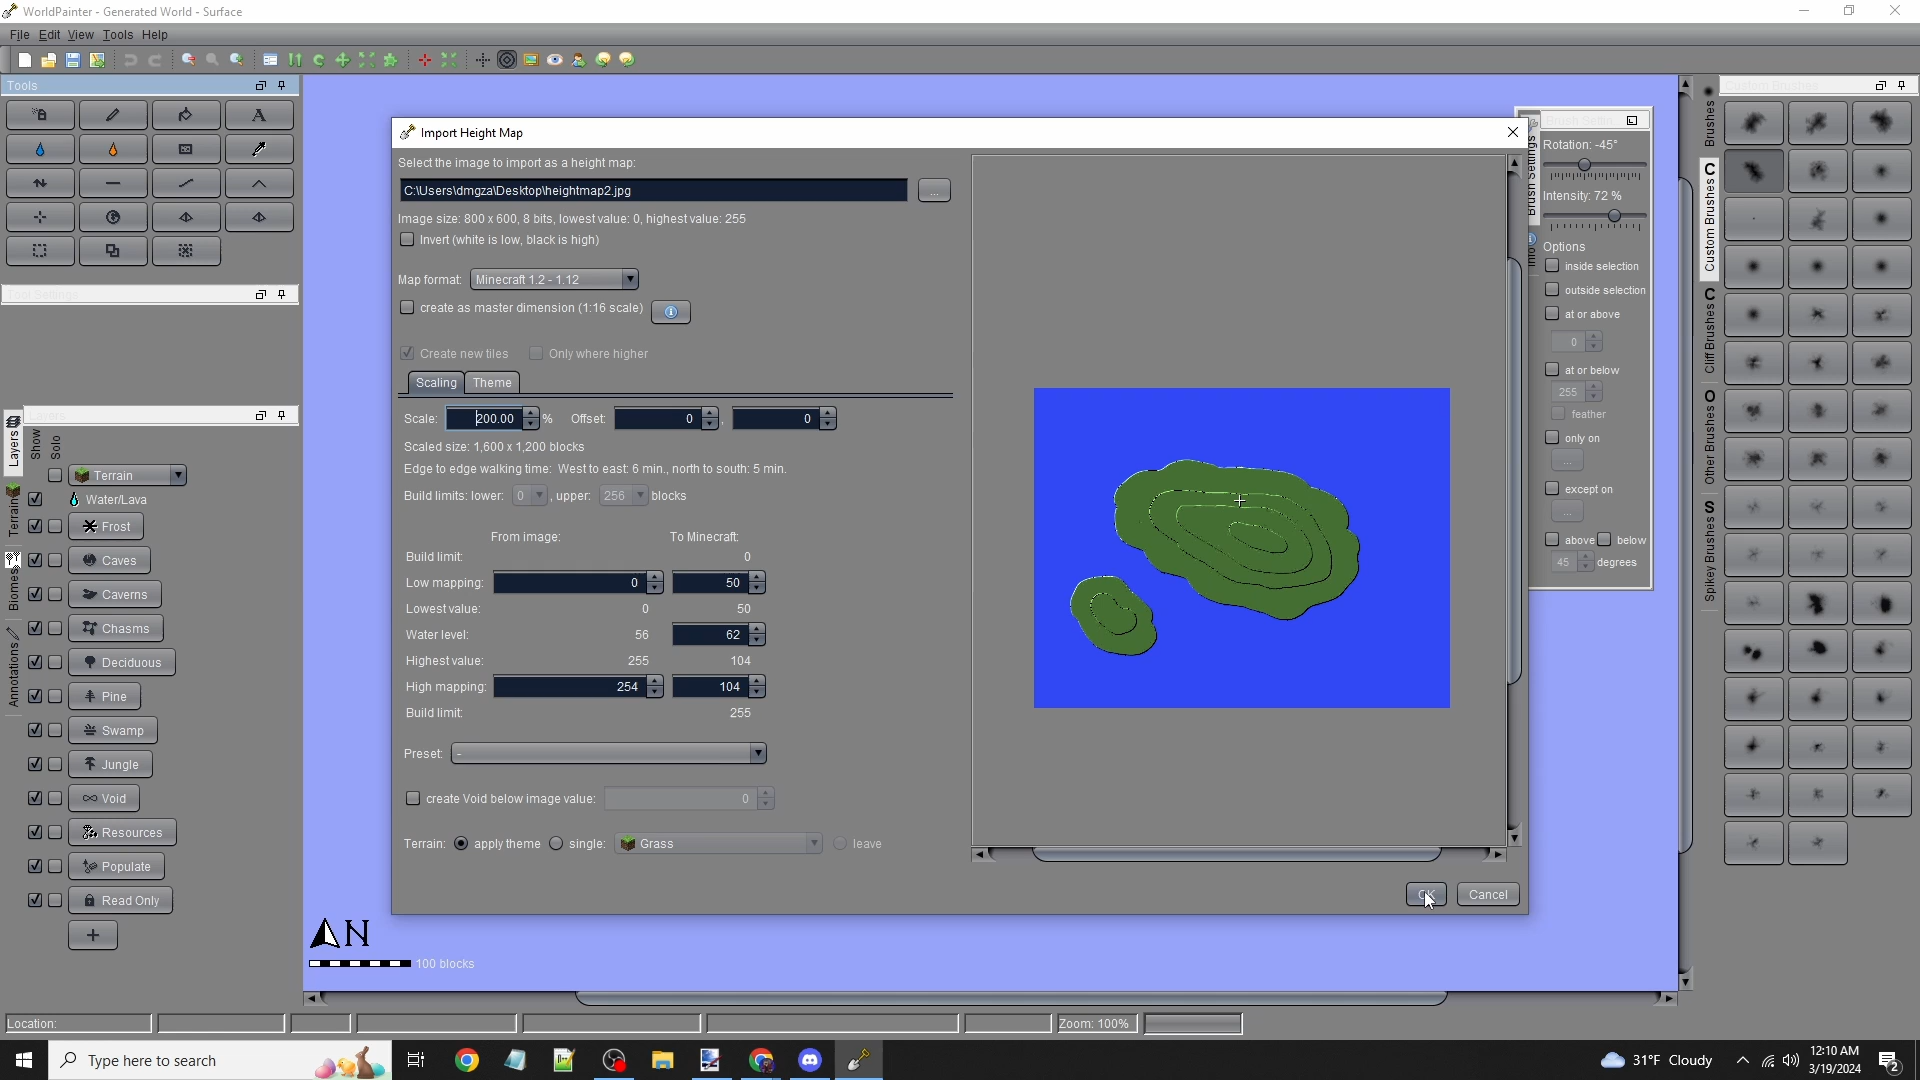 WorldPainter - Generated World - Surface
File Edit View Tools Help
Tools
Import Height Map
Select the image to import as a height map:
C:\Users\dmgza\Desktop\heightmap2.jpg
...
Image size: 800 x 600, 8 bits, lowest value: 0, highest value: 255
Invert (white is low, black is high)
Map format: Minecraft 1.2 - 1.12
create as master dimension (1:16 scale)
Create new tiles Only where higher
Scaling Theme
Scale: 200.00 % Offset: 0 , 0
Scaled size: 1,600 x 1,200 blocks
Edge to edge walking time: West to east: 6 min., north to south: 5 min.
Build limits: lower: 0 , upper: 256 blocks
From image: To Minecraft:
Build limit: 0
Low mapping: 0 50
Lowest value: 0 50
Water level: 56 62
Highest value: 255 104
High mapping: 254 104
Build limit: 255
Preset: -
create Void below image value: 0
Terrain: apply theme single: Grass leave
OK Cancel
Layers
Terrain
Biomes
Annotations
Show
Solo
Terrain
Water/Lava
Frost
Caves
Caverns
Chasms
Deciduous
Pine
Swamp
Jungle
Void
Resources
Populate
Read Only
+
N
100 blocks
Brush Settings
Rotation: -45°
Intensity: 72 %
Options
inside selection
outside selection
at or above
0
at or below
255
feather
only on
...
except on
...
above below
45 degrees
Custom Brushes
Brushes
Custom Brushes
Cliff Brushes
Other Brushes
Spikey Brushes
Location:
Zoom: 100%
Type here to search
31°F Cloudy
12:10 AM
3/19/2024
2